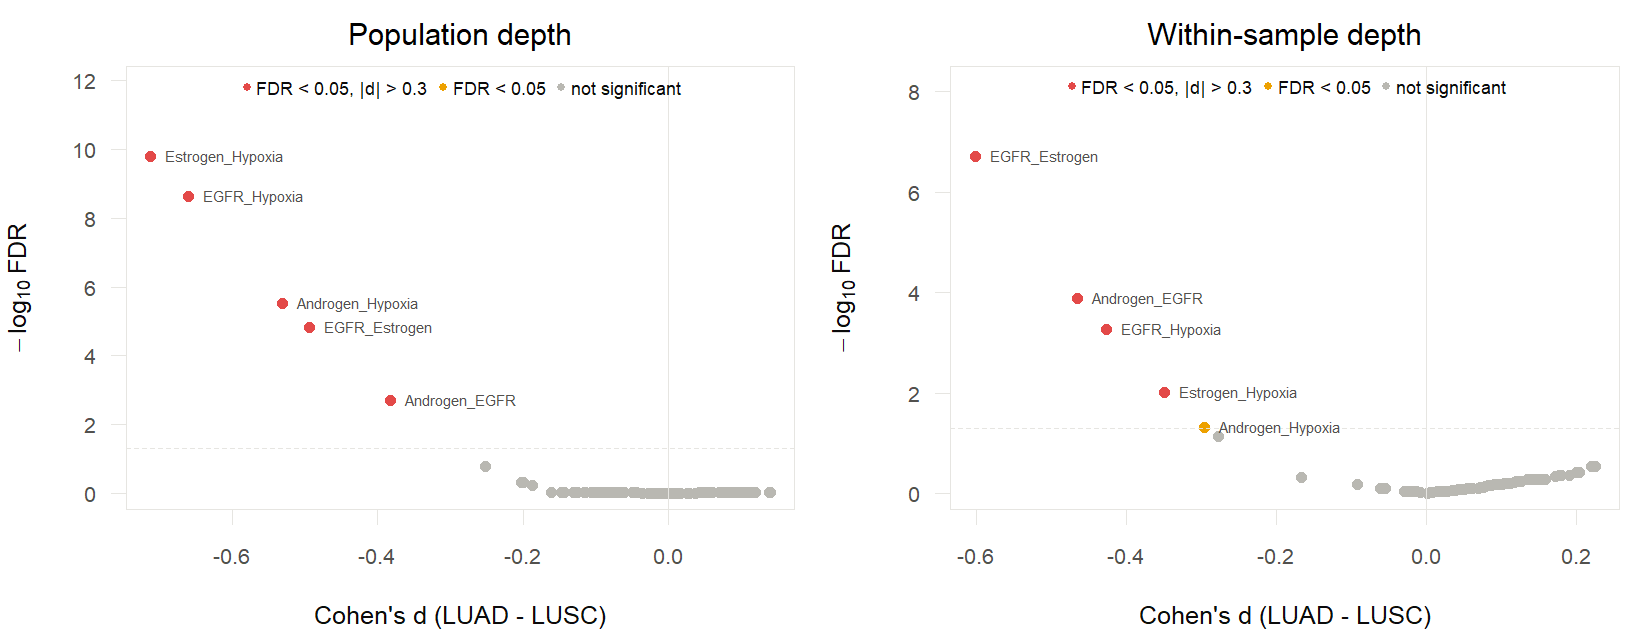 Population depth
FDR < 0.05, |d| > 0.3 FDR < 0.05 not significant
12
10
8
6
4
2
0
− log10 FDR
Estrogen_Hypoxia
EGFR_Hypoxia
Androgen_Hypoxia
EGFR_Estrogen
Androgen_EGFR
-0.6 -0.4 -0.2 0.0
Cohen's d (LUAD - LUSC)
Within-sample depth
FDR < 0.05, |d| > 0.3 FDR < 0.05 not significant
8
6
4
2
0
− log10 FDR
EGFR_Estrogen
Androgen_EGFR
EGFR_Hypoxia
Estrogen_Hypoxia
Androgen_Hypoxia
-0.6 -0.4 -0.2 0.0 0.2
Cohen's d (LUAD - LUSC)